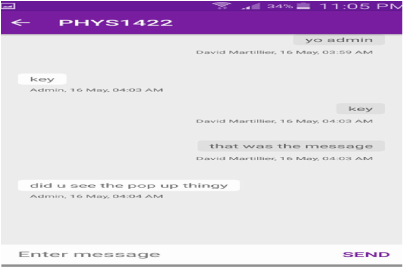 34% 11:05 PM
PHYS1422
yo admin
David Martillier, 16 May, 03:59 AM
key
Admin, 16 May, 04:03 AM
key
David Martillier, 16 May, 04:03 AM
that was the message
David Martillier, 16 May, 04:03 AM
did u see the pop up thingy
Admin, 16 May, 04:04 AM
Enter message SEND